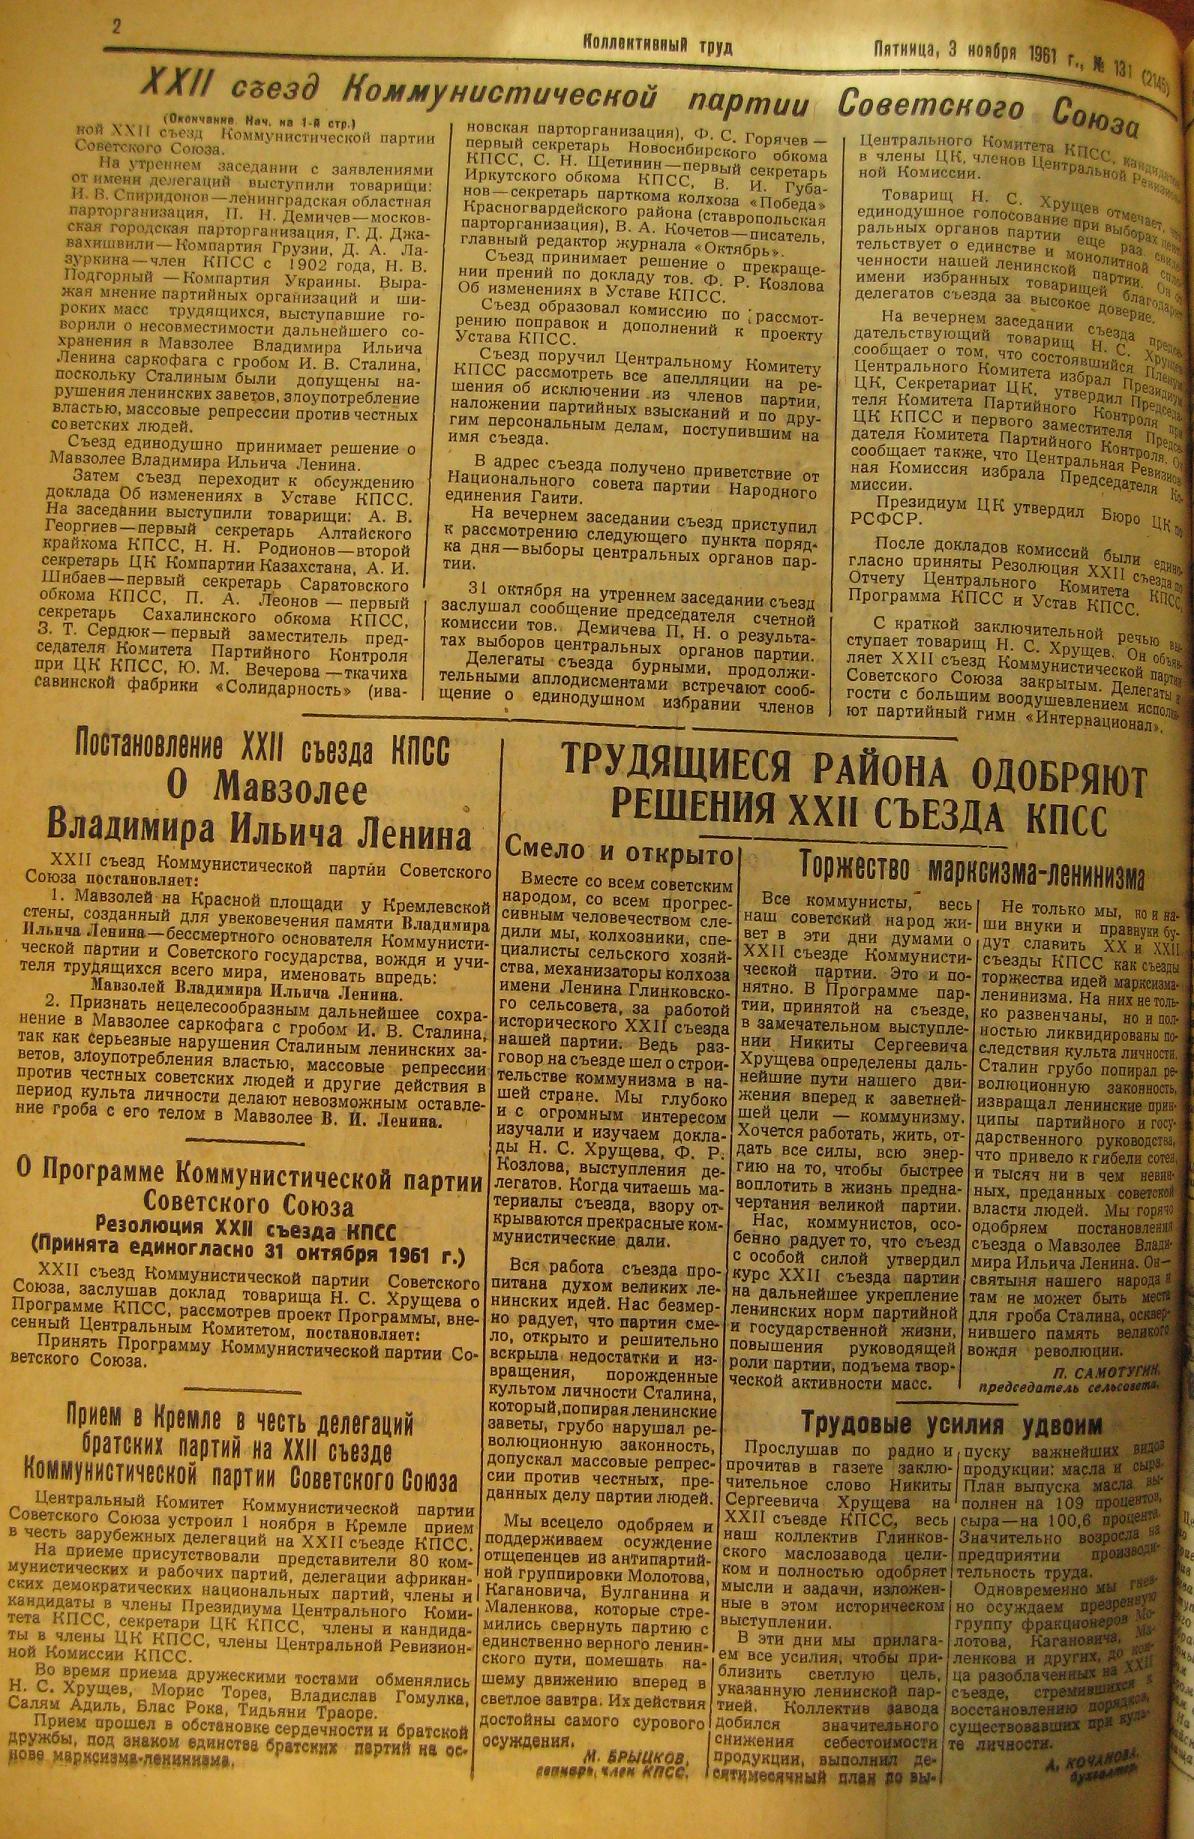 2
Коллективный труд
Пятница, 3 ноября 1961 г., № 131 (2145)
XXII съезд Коммунистической партии Советского Союза
(Окончание. Нач. на 1-й стр.)
ной XXII съезд Коммунистической партии
Советского Союза.
На утреннем заседании с заявлениями
от имени делегаций выступили товарищи:
И. В. Спиридонов—ленинградская областная
парторганизация, П. Н. Демичев—москов-
ская городская парторганизация, Г. Д. Джа-
вахишвили—Компартия Грузии, Д. А. Ла-
зуркина—член КПСС с 1902 года, Н. В.
Подгорный—Компартия Украины. Выра-
жая мнение партийных организаций и ши-
роких масс трудящихся, выступавшие го-
ворили о несовместимости дальнейшего со-
хранения в Мавзолее Владимира Ильича
Ленина саркофага с гробом И. В. Сталина,
поскольку Сталиным были допущены на-
рушения ленинских заветов, злоупотребление
властью, массовые репрессии против честных
советских людей.
Съезд единодушно принимает решение о
Мавзолее Владимира Ильича Ленина.
Затем съезд переходит к обсуждению
доклада Об изменениях в Уставе КПСС.
На заседании выступили товарищи: А. В.
Георгиев—первый секретарь Алтайского
крайкома КПСС, Н. Н. Родионов—второй
секретарь ЦК Компартии Казахстана, А. И.
Шибаев—первый секретарь Саратовского
обкома КПСС, П. А. Леонов — первый
секретарь Сахалинского обкома КПСС,
З. Т. Сердюк—первый заместитель пред-
седателя Комитета Партийного Контроля
при ЦК КПСС, Ю. М. Вечерова—ткачиха
савинской фабрики «Солидарность» (ива-
новская парторганизация), Ф. С. Горячев—
первый секретарь Новосибирского обкома
КПСС, С. Н. Щетинин—первый секретарь
Иркутского обкома КПСС, В. И. Губа-
нов—секретарь парткома колхоза «Победа»
Красногвардейского района (ставропольская
парторганизация), В. А. Кочетов—писатель,
главный редактор журнала «Октябрь».
Съезд принимает решение о прекраще-
нии прений по докладу тов. Ф. Р. Козлова
Об изменениях в Уставе КПСС.
Съезд образовал комиссию по рассмот-
рению поправок и дополнений к проекту
Устава КПСС.
Съезд поручил Центральному Комитету
КПСС рассмотреть все апелляции на ре-
шения об исключении из членов партии,
наложении партийных взысканий и по дру-
гим персональным делам, поступившим на
имя съезда.
В адрес съезда получено приветствие от
Национального совета партии Народного
единения Гаити.
На вечернем заседании съезд приступил
к рассмотрению следующего пункта поряд-
ка дня—выборы центральных органов пар-
тии.
31 октября на утреннем заседании съезд
заслушал сообщение председателя счетной
комиссии тов. Демичева П. Н. о результа-
тах выборов центральных органов партии.
Делегаты съезда бурными, продолжи-
тельными аплодисментами встречают сооб-
щение о единодушном избрании членов
Центрального Комитета КПСС, кандидатов
в члены ЦК, членов Центральной Ревизион-
ной Комиссии.
Товарищ Н. С. Хрущев отмечает, что
единодушное голосование при выборах цент-
ральных органов партии еще раз свиде-
тельствует о единстве и монолитной спло-
ченности нашей ленинской партии. Он от
имени избранных товарищей благодарит
делегатов съезда за высокое доверие.
На вечернем заседании съезда предсе-
дательствующий товарищ Н. С. Хрущев
сообщает о том, что состоявшийся Пленум
Центрального Комитета избрал Президиум
ЦК, Секретариат ЦК, утвердил Председа-
теля Комитета Партийного Контроля при
ЦК КПСС и первого заместителя Предсе-
дателя Комитета Партийного Контроля. Он
сообщает также, что Центральная Ревизион-
ная Комиссия избрала Председателя Ко-
миссии.
Президиум ЦК утвердил Бюро ЦК по
РСФСР.
После докладов комиссий были едино-
гласно приняты Резолюция XXII съезда по
Отчету Центрального Комитета КПСС,
Программа КПСС и Устав КПСС.
С краткой заключительной речью вы-
ступает товарищ Н. С. Хрущев. Он объяв-
ляет XXII съезд Коммунистической партии
Советского Союза закрытым. Делегаты и
гости с большим воодушевлением исполня-
ют партийный гимн «Интернационал».
Постановление XXII съезда КПСС
О Мавзолее
Владимира Ильича Ленина
XXII съезд Коммунистической партии Советского
Союза постановляет:
1. Мавзолей на Красной площади у Кремлевской
стены, созданный для увековечения памяти Владимира
Ильича Ленина—бессмертного основателя Коммунисти-
ческой партии и Советского государства, вождя и учи-
теля трудящихся всего мира, именовать впредь:
Мавзолей Владимира Ильича Ленина.
2. Признать нецелесообразным дальнейшее сохра-
нение в Мавзолее саркофага с гробом И. В. Сталина,
так как серьезные нарушения Сталиным ленинских за-
ветов, злоупотребления властью, массовые репрессии
против честных советских людей и другие действия в
период культа личности делают невозможным оставле-
ние гроба с его телом в Мавзолее В. И. Ленина.
О Программе Коммунистической партии
Советского Союза
Резолюция XXII съезда КПСС
(Принята единогласно 31 октября 1961 г.)
XXII съезд Коммунистической партии Советского
Союза, заслушав доклад товарища Н. С. Хрущева о
Программе КПСС, рассмотрев проект Программы, вне-
сенный Центральным Комитетом, постановляет:
Принять Программу Коммунистической партии Со-
ветского Союза.
Прием в Кремле в честь делегаций
братских партий на XXII съезде
Коммунистической партии Советского Союза
Центральный Комитет Коммунистической партии
Советского Союза устроил 1 ноября в Кремле прием
в честь зарубежных делегаций на XXII съезде КПСС.
На приеме присутствовали представители 80 ком-
мунистических и рабочих партий, делегации африкан-
ских демократических национальных партий, члены и
кандидаты в члены Президиума Центрального Коми-
тета КПСС, секретари ЦК КПСС, члены и кандида-
ты в члены ЦК КПСС, члены Центральной Ревизион-
ной Комиссии КПСС.
Во время приема дружескими тостами обменялись
Н. С. Хрущев, Морис Торез, Владислав Гомулка,
Салям Адиль, Блас Рока, Тидьяни Траоре.
Прием прошел в обстановке сердечности и братской
дружбы, под знаком единства братских партий на ос-
нове марксизма-ленинизма.
ТРУДЯЩИЕСЯ РАЙОНА ОДОБРЯЮТ
РЕШЕНИЯ XXII СЪЕЗДА КПСС
Смело и открыто
Вместе со всем советским
народом, со всем прогрес-
сивным человечеством сле-
дили мы, колхозники, спе-
циалисты сельского хозяй-
ства, механизаторы колхоза
имени Ленина Глинковско-
го сельсовета, за работой
исторического XXII съезда
нашей партии. Ведь раз-
говор на съезде шел о строи-
тельстве коммунизма в на-
шей стране. Мы глубоко
и с огромным интересом
изучали и изучаем докла-
ды Н. С. Хрущева, Ф. Р.
Козлова, выступления де-
легатов. Когда читаешь ма-
териалы съезда, взору от-
крываются прекрасные ком-
мунистические дали.
Вся работа съезда про-
питана духом великих ле-
нинских идей. Нас безмер-
но радует, что партия сме-
ло, открыто и решительно
вскрыла недостатки и из-
вращения, порожденные
культом личности Сталина,
который, попирая ленинские
заветы, грубо нарушал ре-
волюционную законность,
допускал массовые репрес-
сии против честных, пре-
данных делу партии людей.
Мы всецело одобряем и
поддерживаем осуждение
отщепенцев из антипартий-
ной группировки Молотова,
Кагановича, Булганина и
Маленкова, которые стре-
мились свернуть партию с
единственно верного ленин-
ского пути, помешать на-
шему движению вперед в
светлое завтра. Их действия
достойны самого сурового
осуждения.
М. БРЫЦКОВ,
член КПСС.
Торжество марксизма-ленинизма
Все коммунисты, весь
наш советский народ жи-
вет в эти дни думами о
XXII съезде Коммунисти-
ческой партии. Это и по-
нятно. В Программе пар-
тии, принятой на съезде,
в замечательном выступле-
нии Никиты Сергеевича
Хрущева определены даль-
нейшие пути нашего дви-
жения вперед к заветней-
шей цели — коммунизму.
Хочется работать, жить, от-
дать все силы, всю энер-
гию на то, чтобы быстрее
воплотить в жизнь предна-
чертания великой партии.
Нас, коммунистов, осо-
бенно радует то, что съезд
с особой силой утвердил
курс XXII съезда партии
на дальнейшее укрепление
ленинских норм партийной
и государственной жизни,
повышения руководящей
роли партии, подъема твор-
ческой активности масс.
Не только мы, но и на-
ши внуки и правнуки бу-
дут славить XX и XXII
съезды КПСС как съезды
торжества идей марксизма-
ленинизма. На них не толь-
ко развенчаны, но и пол-
ностью ликвидированы по-
следствия культа личности.
Сталин грубо попирал ре-
волюционную законность,
извращал ленинские прин-
ципы партийного и госу-
дарственного руководства,
что привело к гибели сотен
и тысяч ни в чем невин-
ных, преданных советской
власти людей. Мы горячо
одобряем постановления
съезда о Мавзолее Влади-
мира Ильича Ленина. Он—
святыня нашего народа и
там не может быть места
для гроба Сталина, осквер-
нившего память великого
вождя революции.
П. САМОТУГИН,
председатель сельсовета.
Трудовые усилия удвоим
Прослушав по радио и
прочитав в газете заклю-
чительное слово Никиты
Сергеевича Хрущева на
XXII съезде КПСС, весь
наш коллектив Глинков-
ского маслозавода цели-
ком и полностью одобряет
мысли и задачи, изложен-
ные в этом историческом
выступлении.
В эти дни мы прилага-
ем все усилия, чтобы при-
близить светлую цель,
указанную ленинской пар-
тией. Коллектив завода
добился значительного
снижения себестоимости
продукции, выполнил де-
сятимесячный план по вы-
пуску важнейших видов
продукции: масла и сыра.
План выпуска масла вы-
полнен на 109 процентов,
сыра—на 100,6 процента.
Значительно возросла на
предприятии производи-
тельность труда.
Одновременно мы гнев-
но осуждаем презренную
группу фракционеров Мо-
лотова, Кагановича, Ма-
ленкова и других, до кон-
ца разоблаченных на XXII
съезде, стремившихся к
восстановлению порядков,
существовавших при куль-
те личности.
А. КОЧАНОВА,
бухгалтер.